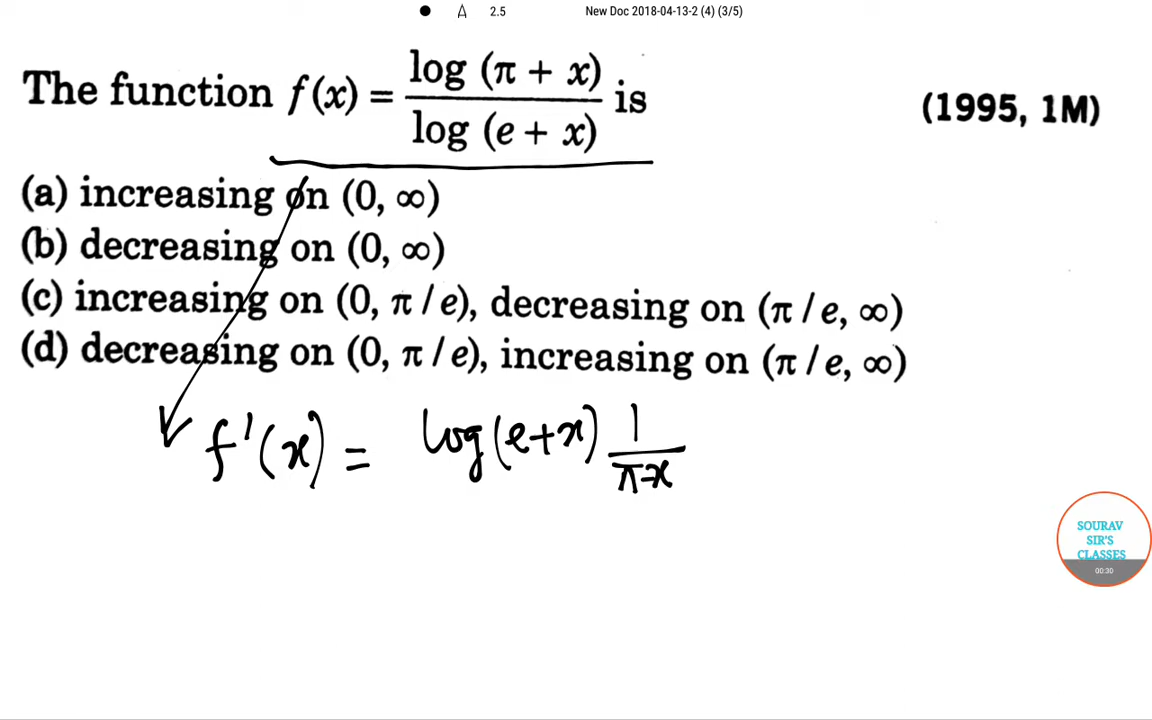 A 2.5 New Doc 2018-04-13-2 (4) (3/5)
The function f(x) = log (π + x) / log (e + x) is (1995, 1M)
(a) increasing on (0, ∞)
(b) decreasing on (0, ∞)
(c) increasing on (0, π / e), decreasing on (π / e, ∞)
(d) decreasing on (0, π / e), increasing on (π / e, ∞)
f'(x) = log(e+x) 1/π-x
SOURAV
SIR'S
CLASSES
00:30